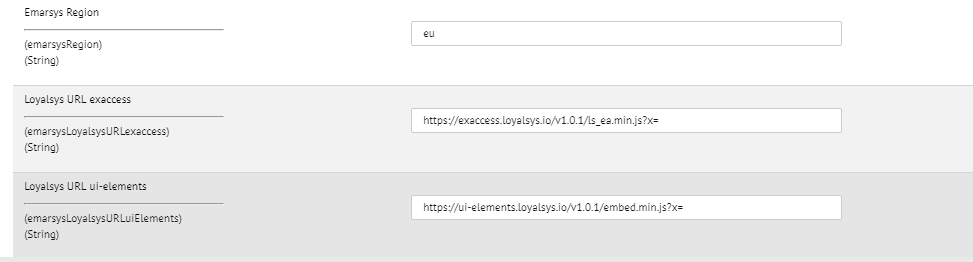 Emarsys Region
(emarsysRegion)
(String)
eu
Loyalsys URL exaccess
(emarsysLoyalsysURLexaccess)
(String)
https://exaccess.loyalsys.io/v1.0.1/ls_ea.min.js?x=
Loyalsys URL ui-elements
(emarsysLoyalsysURLuiElements)
(String)
https://ui-elements.loyalsys.io/v1.0.1/embed.min.js?x=